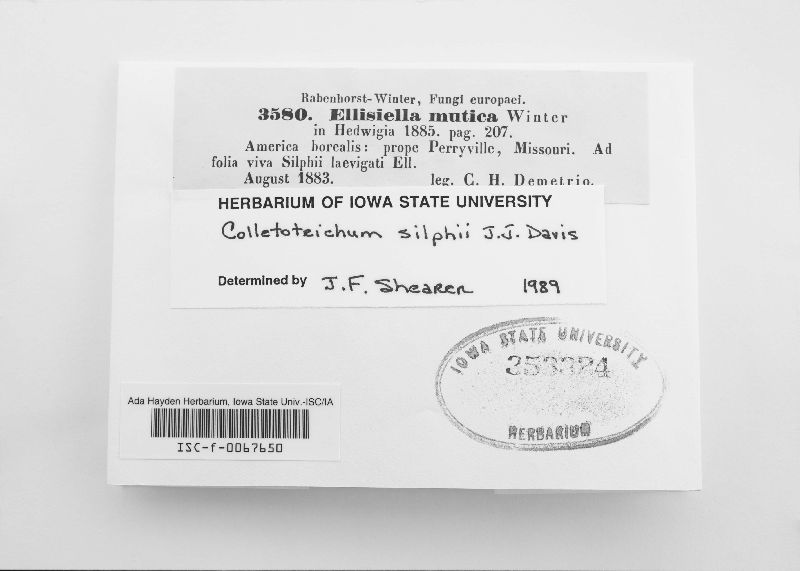 Rabenhorst-Winter, Fungi europaei.
3580. Ellisiella mutica Winter
in Hedwigia 1885. pag. 207.
America borealis: prope Perryville, Missouri. Ad
folia viva Silphii laevigati Ell.
August 1883. leg. C. H. Demetrio.
HERBARIUM OF IOWA STATE UNIVERSITY
Colletotrichum silphii J.J. Davis
Determined by J.F. Shearer 1989
IOWA STATE UNIVERSITY
353324
HERBARIUM
Ada Hayden Herbarium, Iowa State Univ.-ISC/IA
ISC-f-0067650